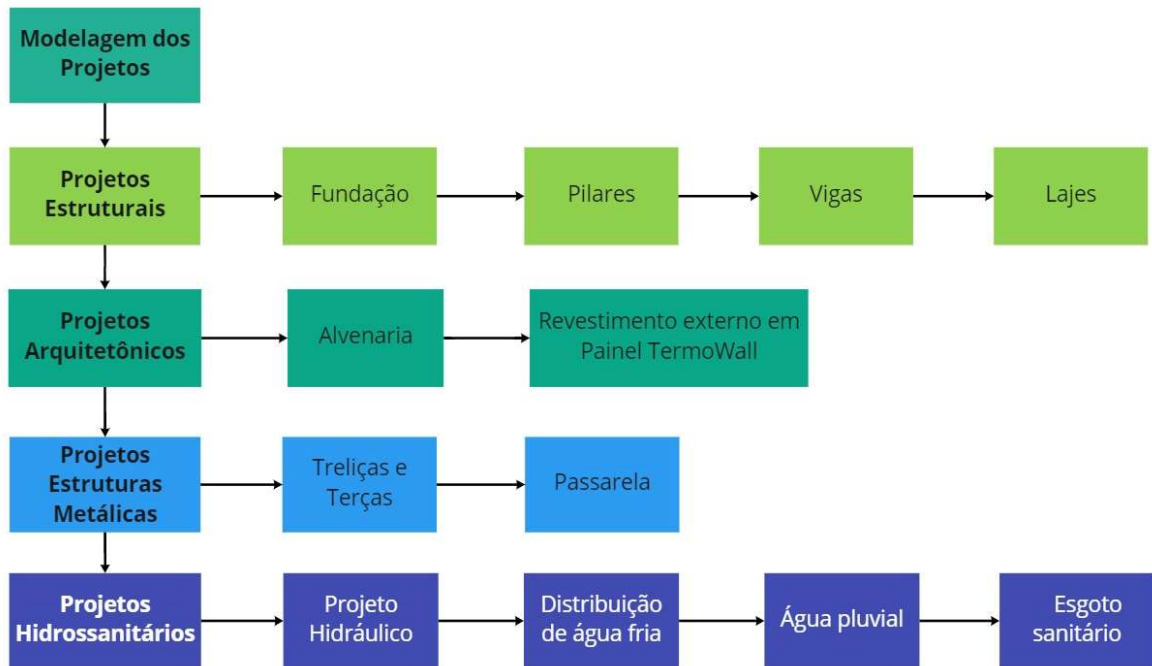 Modelagem dos
Projetos
Projetos
Estruturais
Fundação
Pilares
Vigas
Lajes
Projetos
Arquitetônicos
Alvenaria
Revestimento externo em
Painel TermoWall
Projetos
Estruturas
Metálicas
Treliças e
Terças
Passarela
Projetos
Hidrossanitários
Projeto
Hidráulico
Distribuição
de água fria
Água pluvial
Esgoto
sanitário